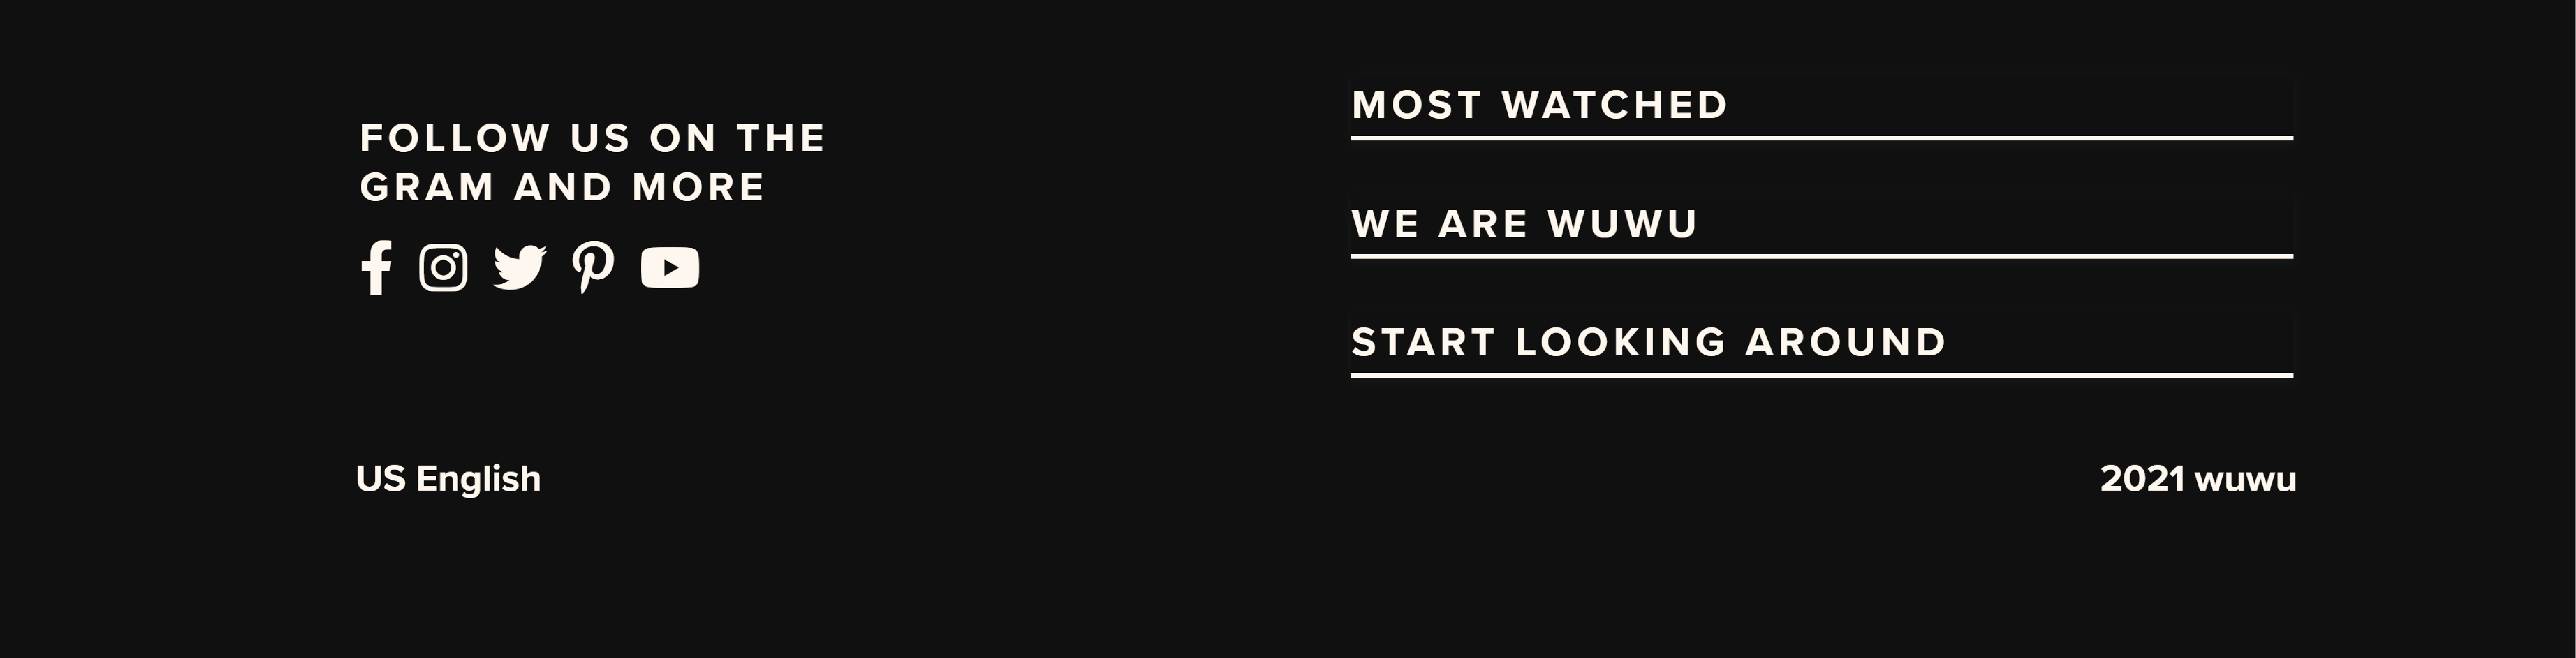 FOLLOW US ON THE
GRAM AND MORE
MOST WATCHED
WE ARE WUWU
START LOOKING AROUND
US English
2021 wuwu